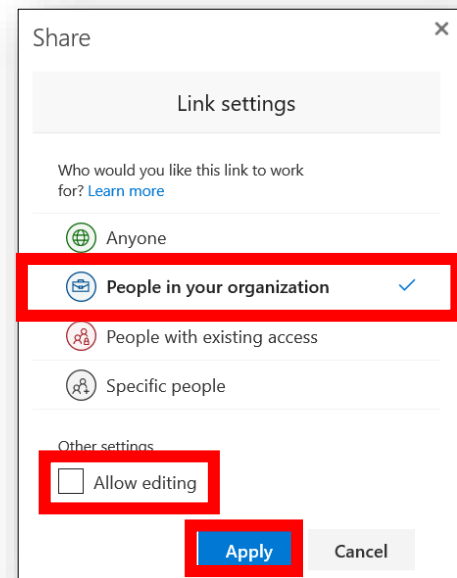 Share
Link settings
Who would you like this link to work
for? Learn more
Anyone
People in your organization
People with existing access
Specific people
Other settings
Allow editing
Apply
Cancel